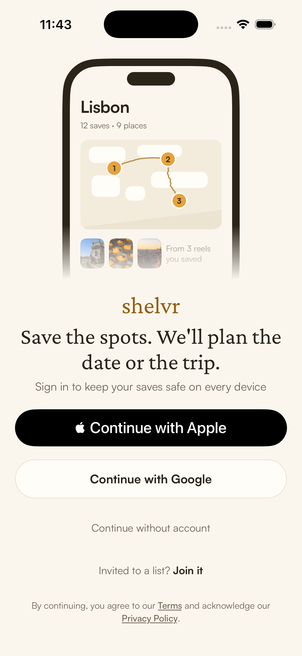 11:43
Lisbon
12 saves · 9 places
1
2
3
From 3 reels
you saved
shelvr
Save the spots. We'll plan the
date or the trip.
Sign in to keep your saves safe on every device
Continue with Apple
Continue with Google
Continue without account
Invited to a list? Join it
By continuing, you agree to our Terms and acknowledge our
Privacy Policy.